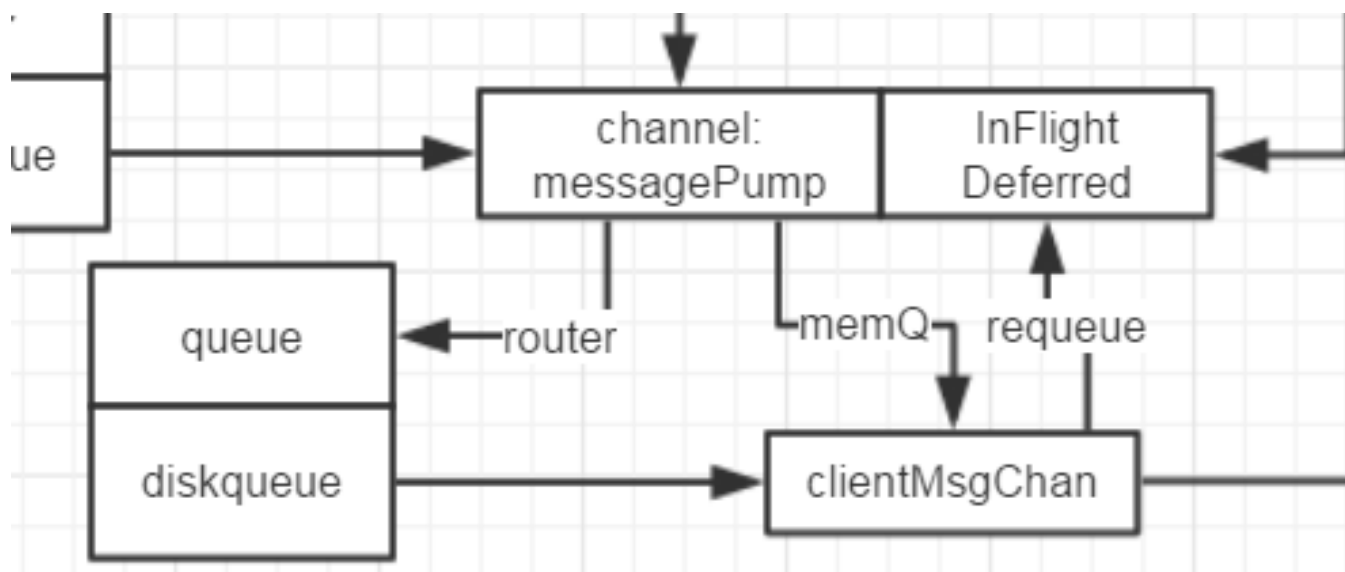 channel:
messagePump
InFlight
Deferred
ue
queue
router
memQ
requeue
diskqueue
clientMsgChan